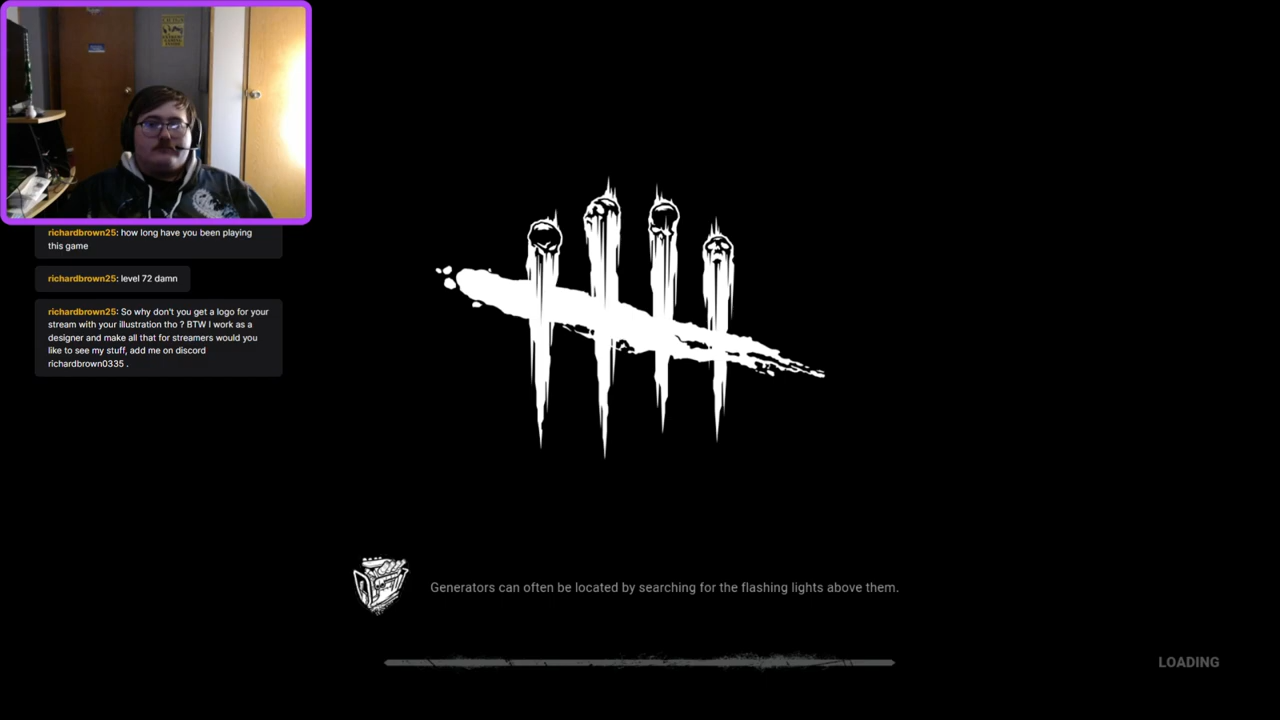 richardbrown25: how long have you been playing
this game
richardbrown25: level 72 damn
richardbrown25: So why don't you get a logo for your
stream with your illustration tho ? BTW I work as a
designer and make all that for streamers would you
like to see my stuff, add me on discord
richardbrown0335 .
Generators can often be located by searching for the flashing lights above them.
LOADING